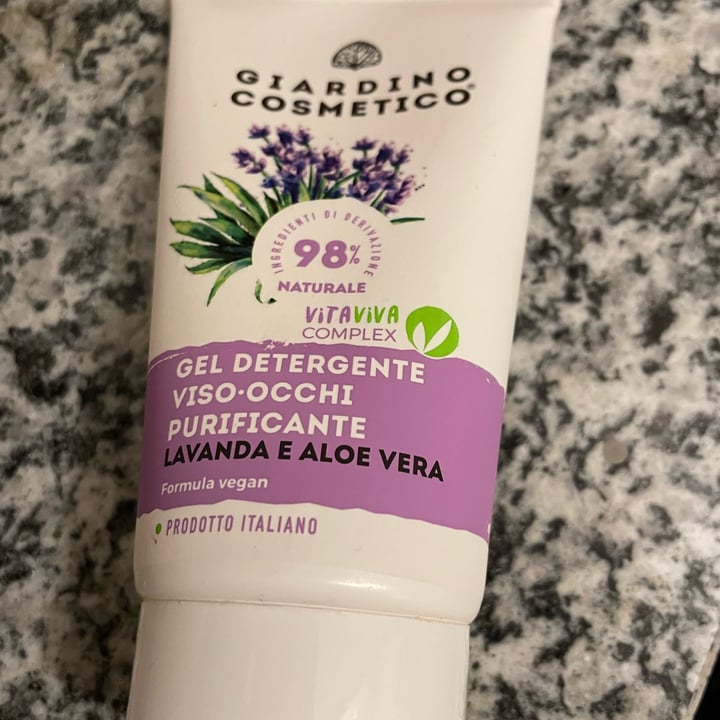 GIARDINO
COSMETICO®
INGREDIENTI DI DERIVAZIONE
98%
NATURALE
ViTAViVA
COMPLEX
GEL DETERGENTE
VISO•OCCHI
PURIFICANTE
LAVANDA E ALOE VERA
Formula vegan
PRODOTTO ITALIANO